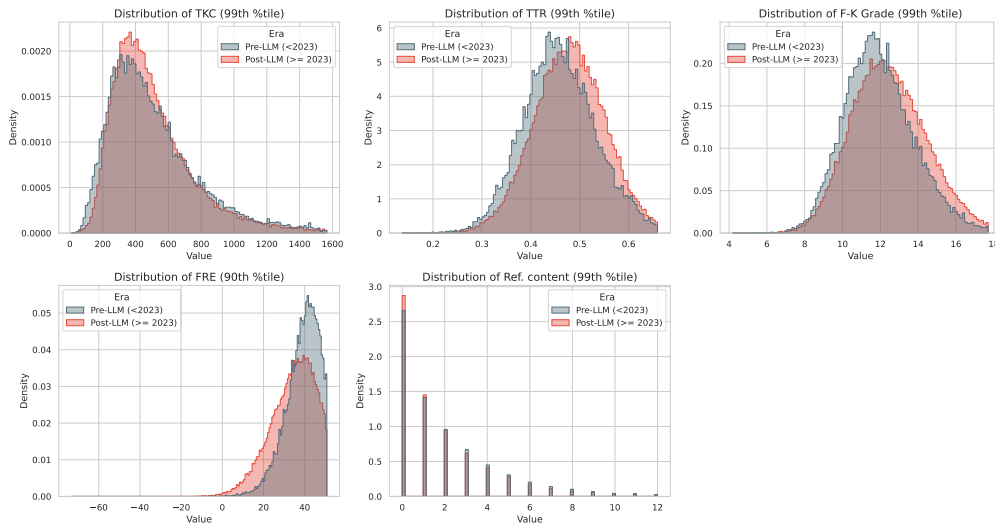 Distribution of TKC (99th %tile)
Era
Pre-LLM (<2023)
Post-LLM (>= 2023)
Density
0.0020
0.0015
0.0010
0.0005
0.0000
0 200 400 600 800 1000 1200 1400 1600
Value
Distribution of TTR (99th %tile)
Era
Pre-LLM (<2023)
Post-LLM (>= 2023)
Density
6
5
4
3
2
1
0
0.2 0.3 0.4 0.5 0.6
Value
Distribution of F-K Grade (99th %tile)
Era
Pre-LLM (<2023)
Post-LLM (>= 2023)
Density
0.20
0.15
0.10
0.05
0.00
4 6 8 10 12 14 16 18
Value
Distribution of FRE (90th %tile)
Era
Pre-LLM (<2023)
Post-LLM (>= 2023)
Density
0.05
0.04
0.03
0.02
0.01
0.00
−60 −40 −20 0 20 40
Value
Distribution of Ref. content (99th %tile)
Era
Pre-LLM (<2023)
Post-LLM (>= 2023)
Density
3.0
2.5
2.0
1.5
1.0
0.5
0.0
0 2 4 6 8 10 12
Value